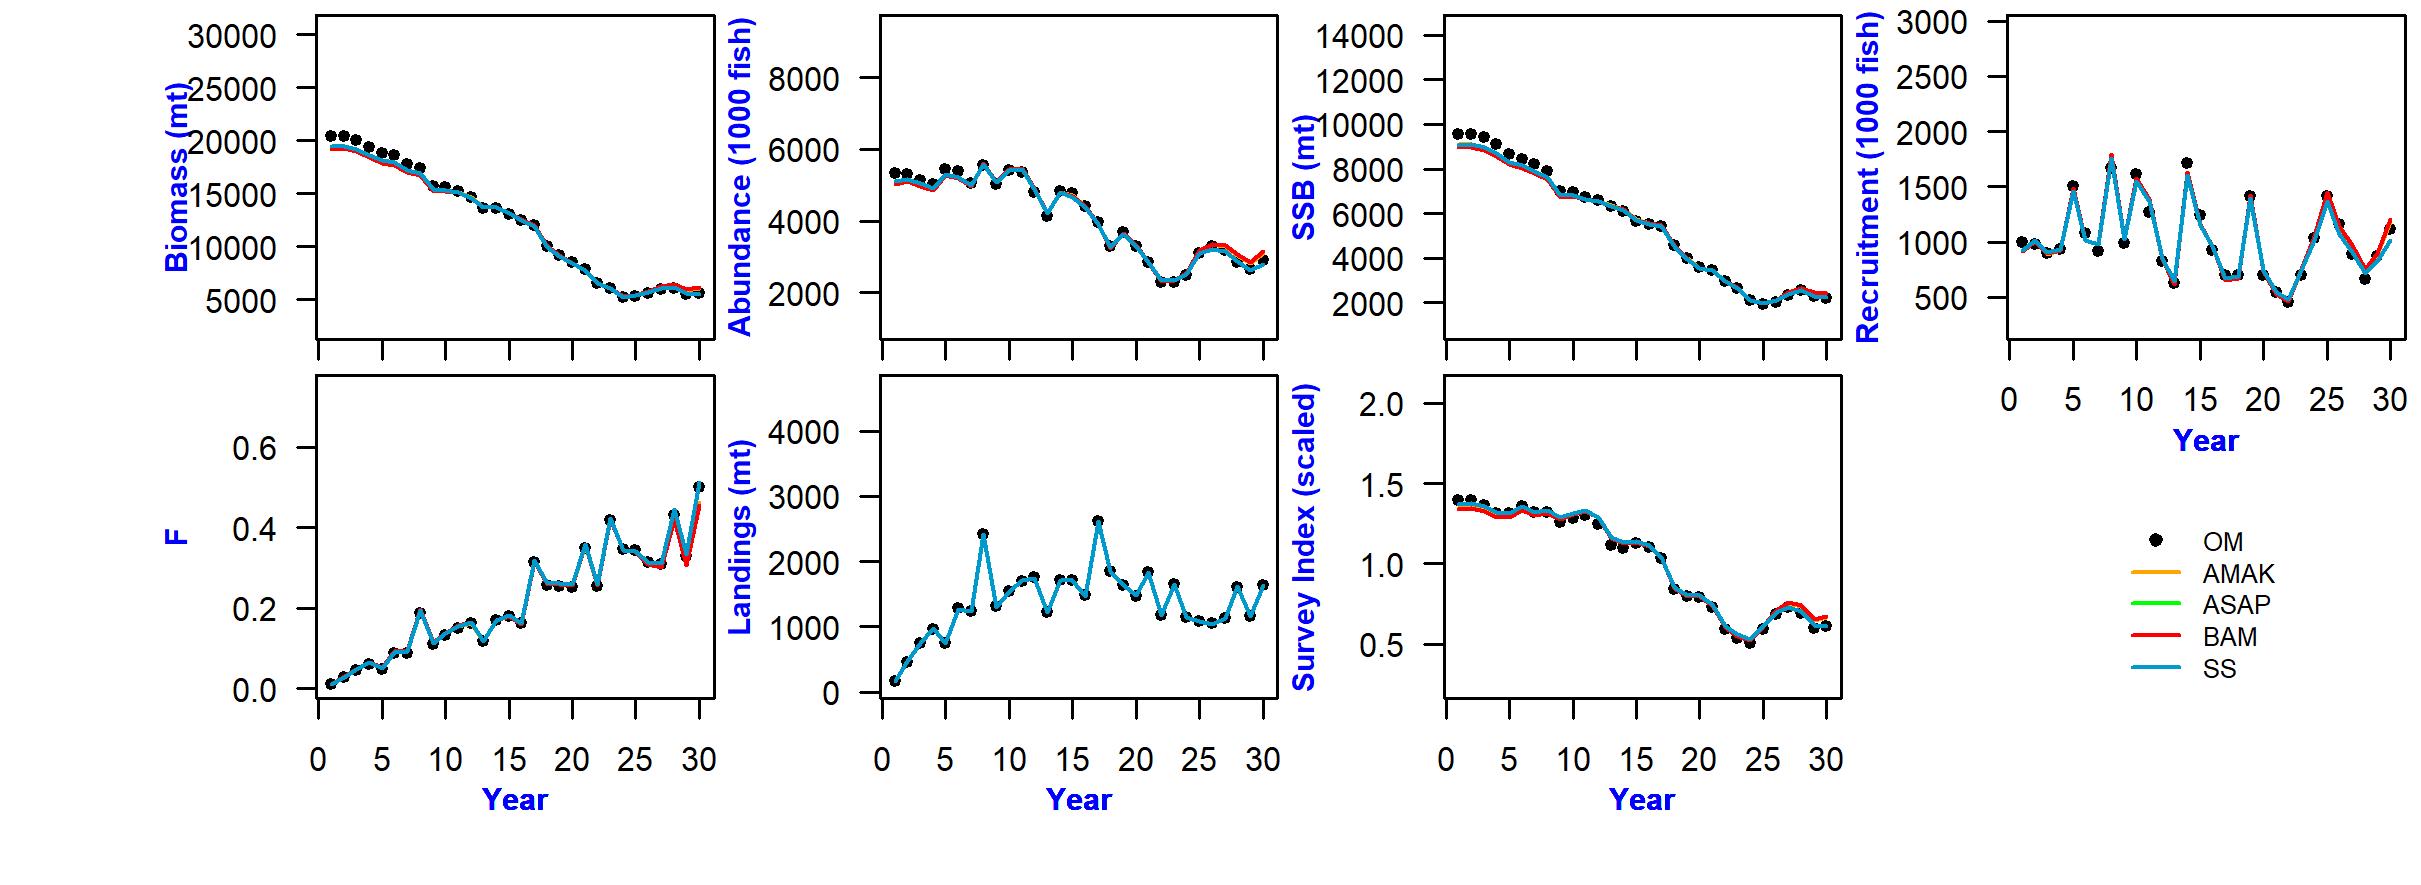 Biomass (mt)
30000
25000
20000
15000
10000
5000
Abundance (1000 fish)
8000
6000
4000
2000
SSB (mt)
14000
12000
10000
8000
6000
4000
2000
Recruitment (1000 fish)
3000
2500
2000
1500
1000
500
0 5 10 15 20 25 30
Year
F
0.6
0.4
0.2
0.0
0 5 10 15 20 25 30
Year
Landings (mt)
4000
3000
2000
1000
0
0 5 10 15 20 25 30
Year
Survey Index (scaled)
2.0
1.5
1.0
0.5
0 5 10 15 20 25 30
Year
OM
AMAK
ASAP
BAM
SS